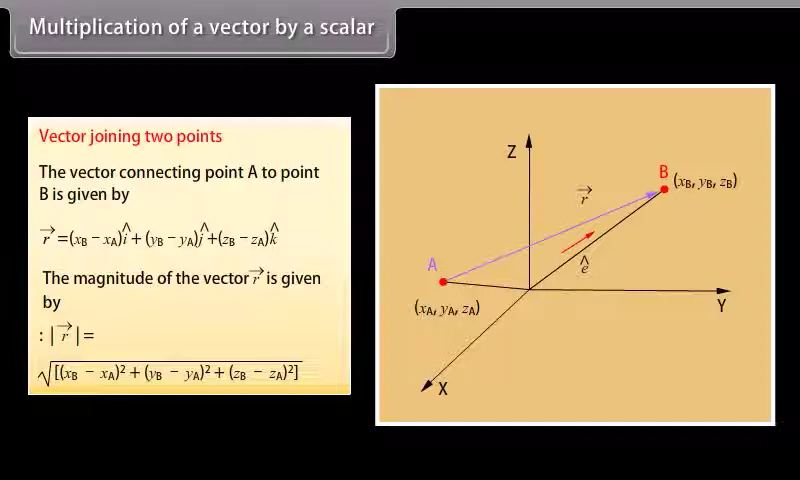 Multiplication of a vector by a scalar
Vector joining two points
The vector connecting point A to point
B is given by
r⃗ =(xB − xA)î + (yB − yA)ĵ +(zB − zA)k̂
The magnitude of the vector r⃗ is given
by
: | r⃗ | =
√[(xB − xA)2 + (yB − yA)2 + (zB − zA)2]
Z
B
(xB, yB, zB)
r⃗
A
ê
(xA, yA, zA)
Y
X